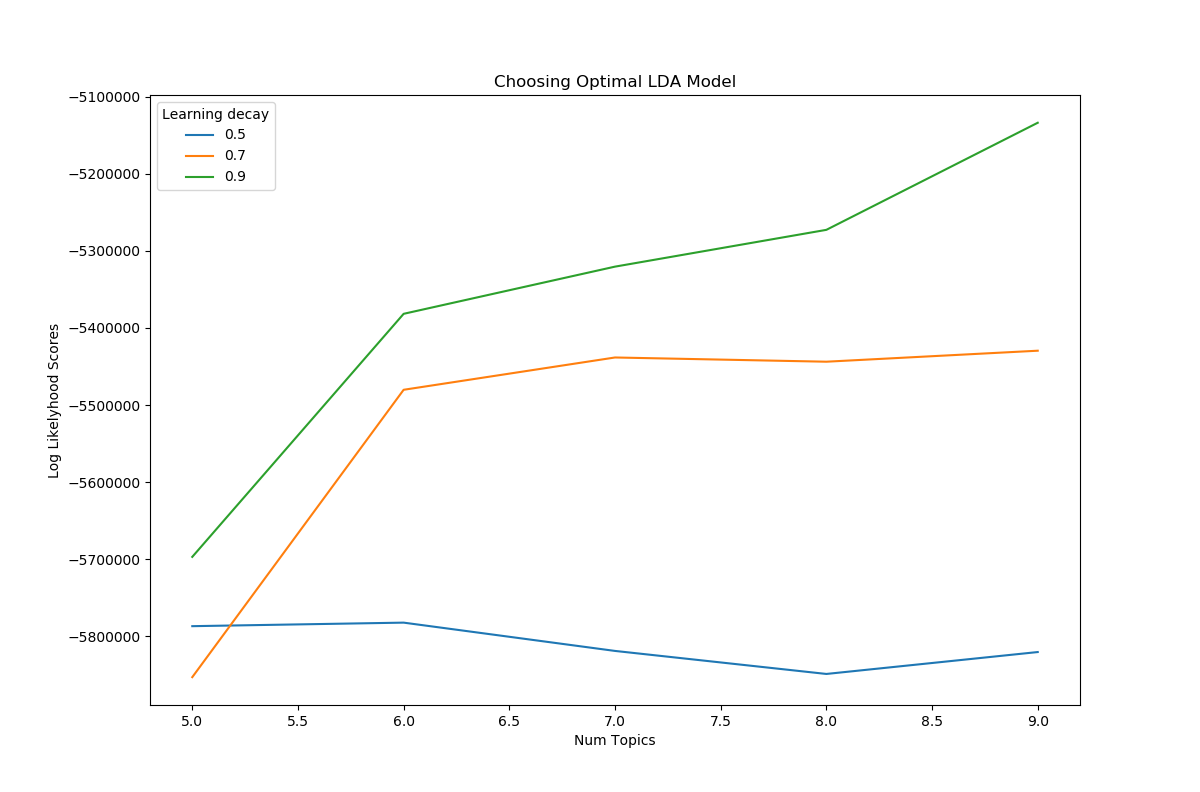 Choosing Optimal LDA Model
Learning decay
0.5
0.7
0.9
−5100000
−5200000
−5300000
−5400000
−5500000
−5600000
−5700000
−5800000
Log Likelyhood Scores
5.0 5.5 6.0 6.5 7.0 7.5 8.0 8.5 9.0
Num Topics